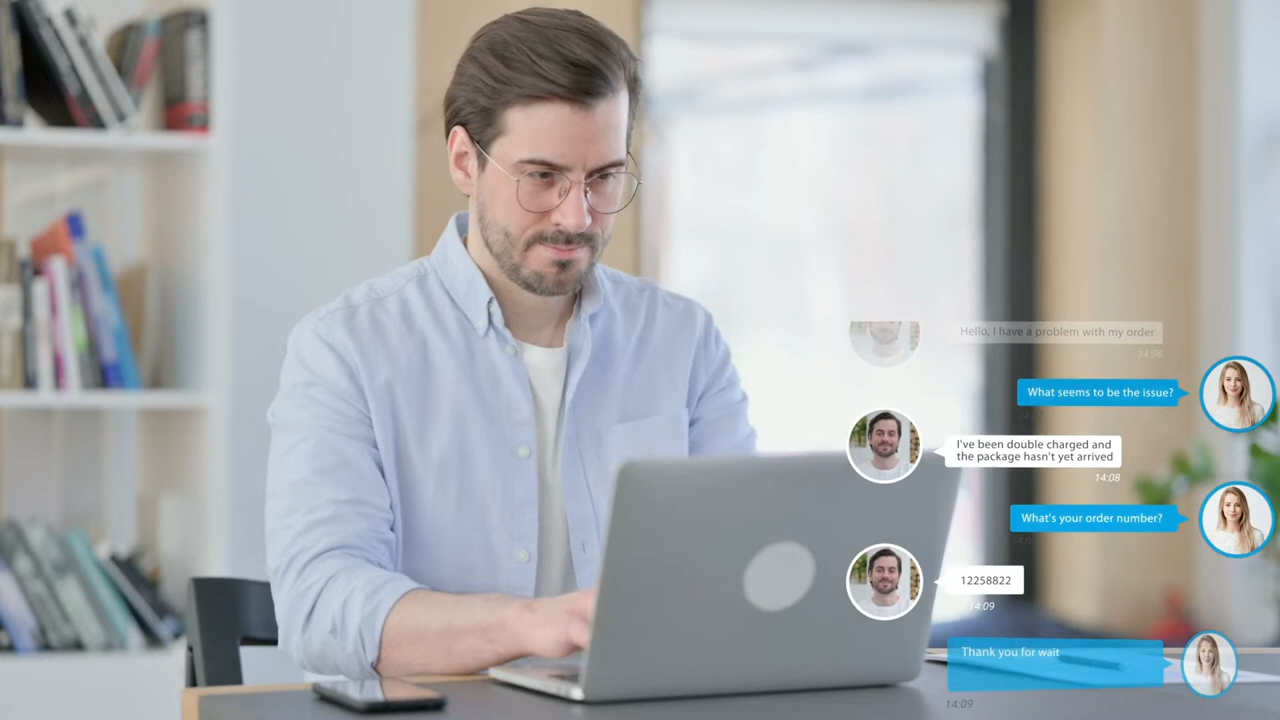 Hello, I have a problem with my order
14:06
What seems to be the issue?
I've been double charged and
the package hasn't yet arrived
14:08
What's your order number?
12258822
14:09
Thank you for wait
14:09